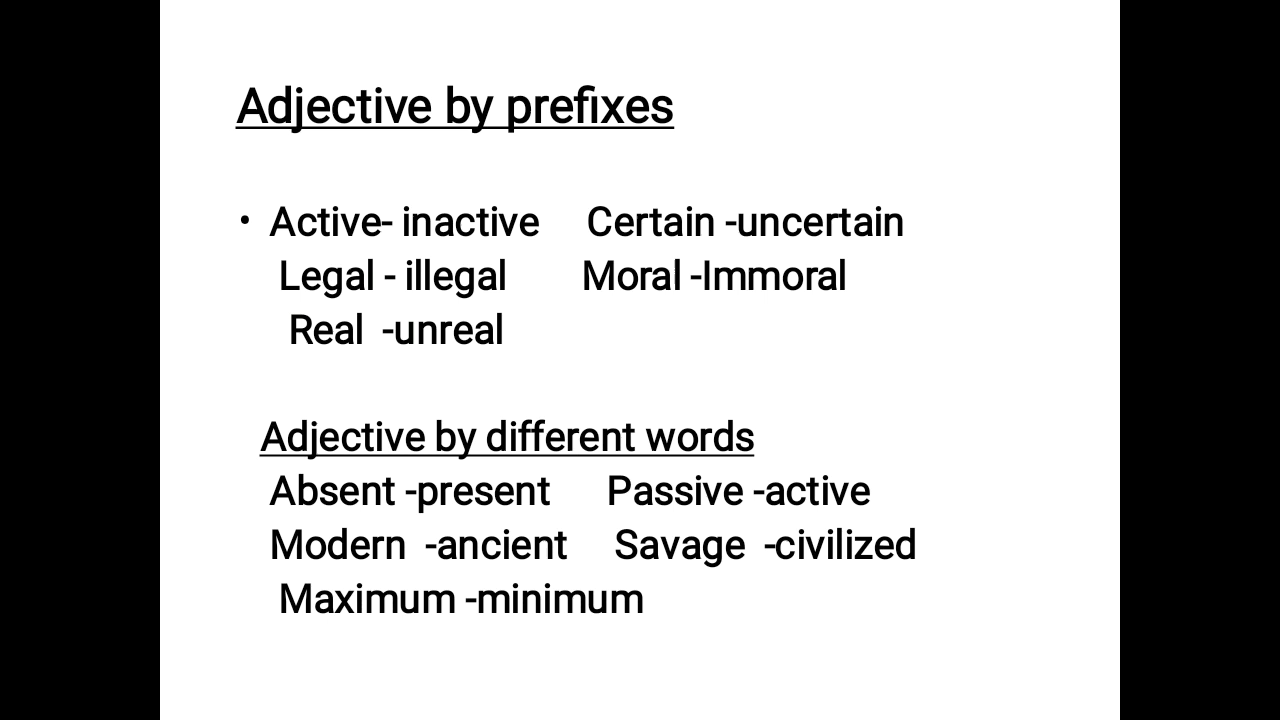 Adjective by prefixes
• Active- inactive Certain -uncertain
Legal - illegal Moral -Immoral
Real -unreal
Adjective by different words
Absent -present Passive -active
Modern -ancient Savage -civilized
Maximum -minimum